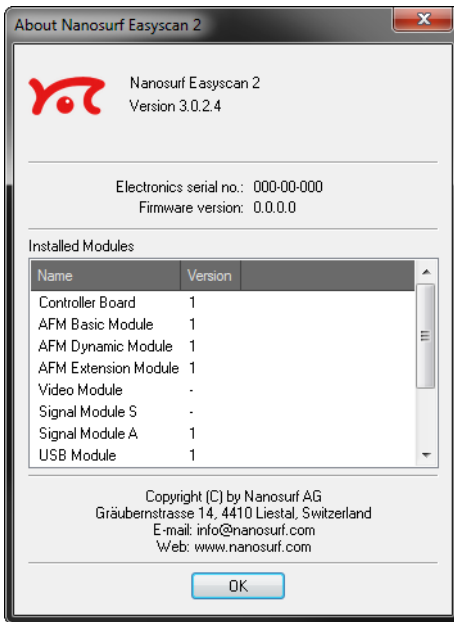 About Nanosurf Easyscan 2
Nanosurf Easyscan 2
Version 3.0.2.4
Electronics serial no.: 000-00-000
Firmware version: 0.0.0.0
Installed Modules
Name Version
Controller Board 1
AFM Basic Module 1
AFM Dynamic Module 1
AFM Extension Module 1
Video Module -
Signal Module S -
Signal Module A 1
USB Module 1
Copyright (C) by Nanosurf AG
Gräubernstrasse 14, 4410 Liestal, Switzerland
E-mail: info@nanosurf.com
Web: www.nanosurf.com
OK